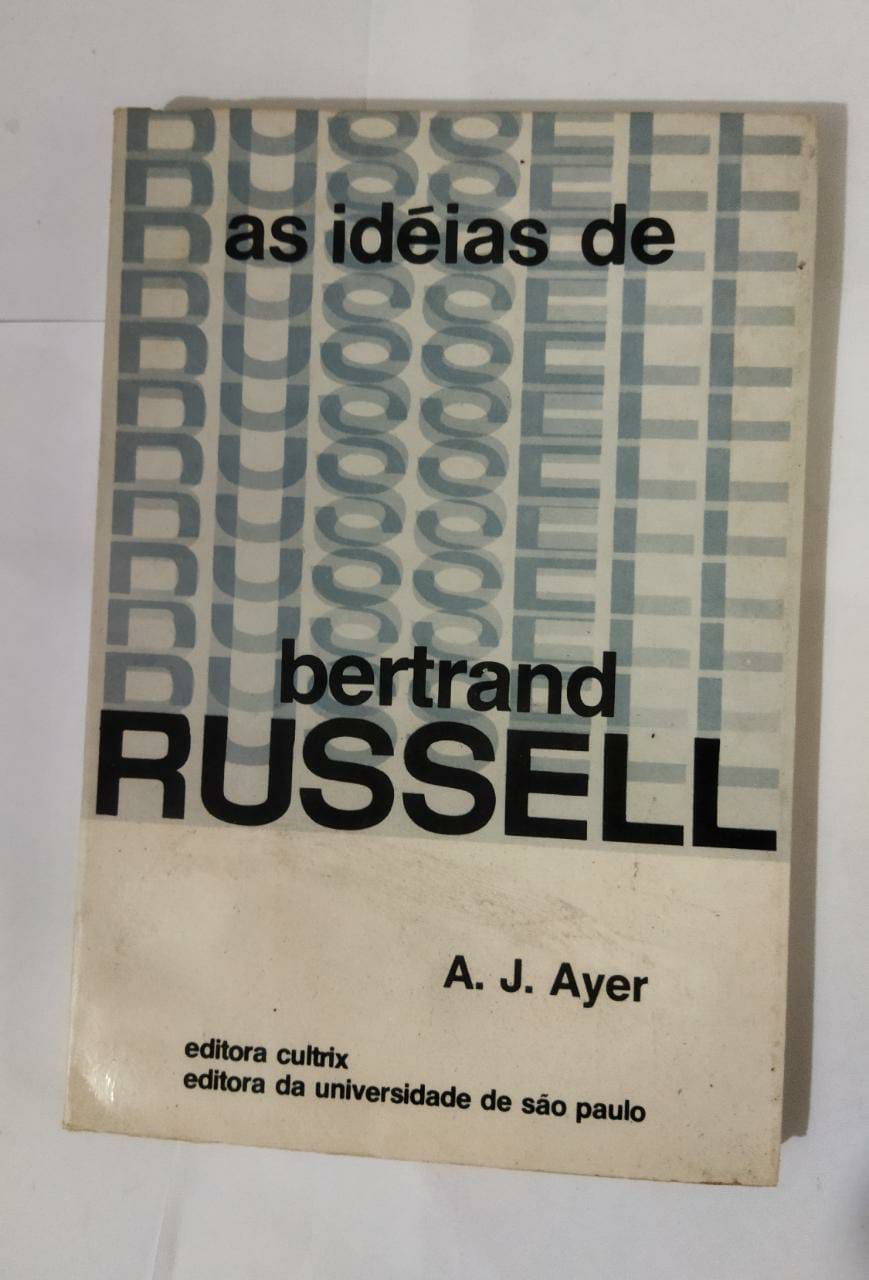 as idéias de
bertrand
RUSSELL
A. J. Ayer
editora cultrix
editora da universidade de são paulo